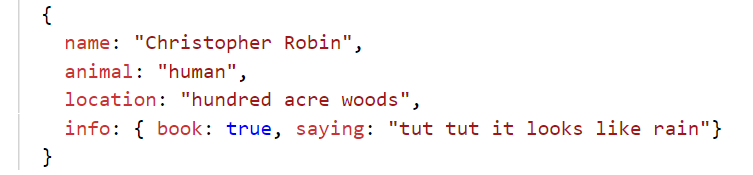 {
name: "Christopher Robin",
animal: "human",
location: "hundred acre woods",
info: { book: true, saying: "tut tut it looks like rain"}
}